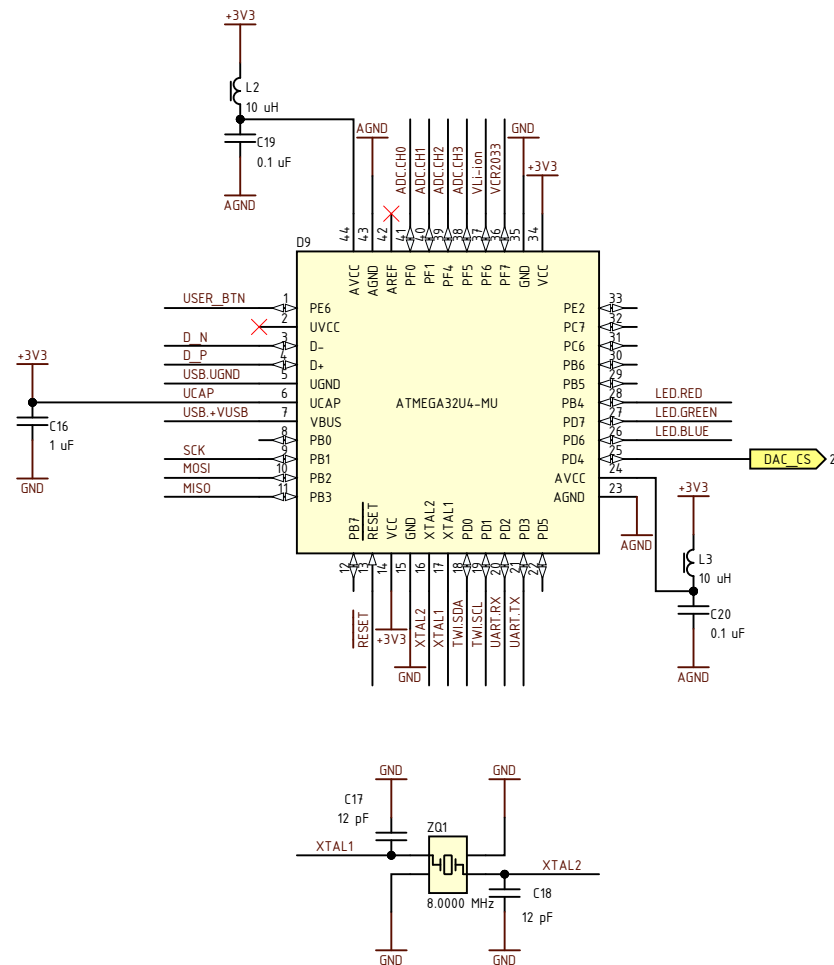 +3V3
L2
10 uH
C19
0.1 uF
AGND
AGND
ADC.CH0
ADC.CH1
ADC.CH2
ADC.CH3
VLi-ion
VCR2033
GND
+3V3
D9
44
43
42
41
40
39
38
37
36
35
34
AVCC
AGND
AREF
PF0
PF1
PF4
PF5
PF6
PF7
GND
VCC
USER_BTN 1 PE6
2 UVCC
D_N 3 D-
D_P 4 D+
USB.UGND 5 UGND
UCAP 6 UCAP
USB.+VUSB 7 VBUS
8 PB0
SCK 9 PB1
MOSI 10 PB2
MISO 11 PB3
+3V3
C16
1 uF
GND
ATMEGA32U4-MU
PE2 33
PC7 32
PC6 31
PB6 30
PB5 29
PB4 28 LED.RED
PD7 27 LED.GREEN
PD6 26 LED.BLUE
PD4 25 DAC_CS 2
AVCC 24
AGND 23
AGND
+3V3
L3
10 uH
C20
0.1 uF
AGND
PB7
RESET
VCC
GND
XTAL2
XTAL1
PD0
PD1
PD2
PD3
PD5
12
13
14
15
16
17
18
19
20
21
22
RESET
+3V3
GND
XTAL2
XTAL1
TWI.SDA
TWI.SCL
UART.RX
UART.TX
GND
GND
C17
12 pF
ZQ1
XTAL1
XTAL2
8.0000 MHz
C18
12 pF
GND
GND